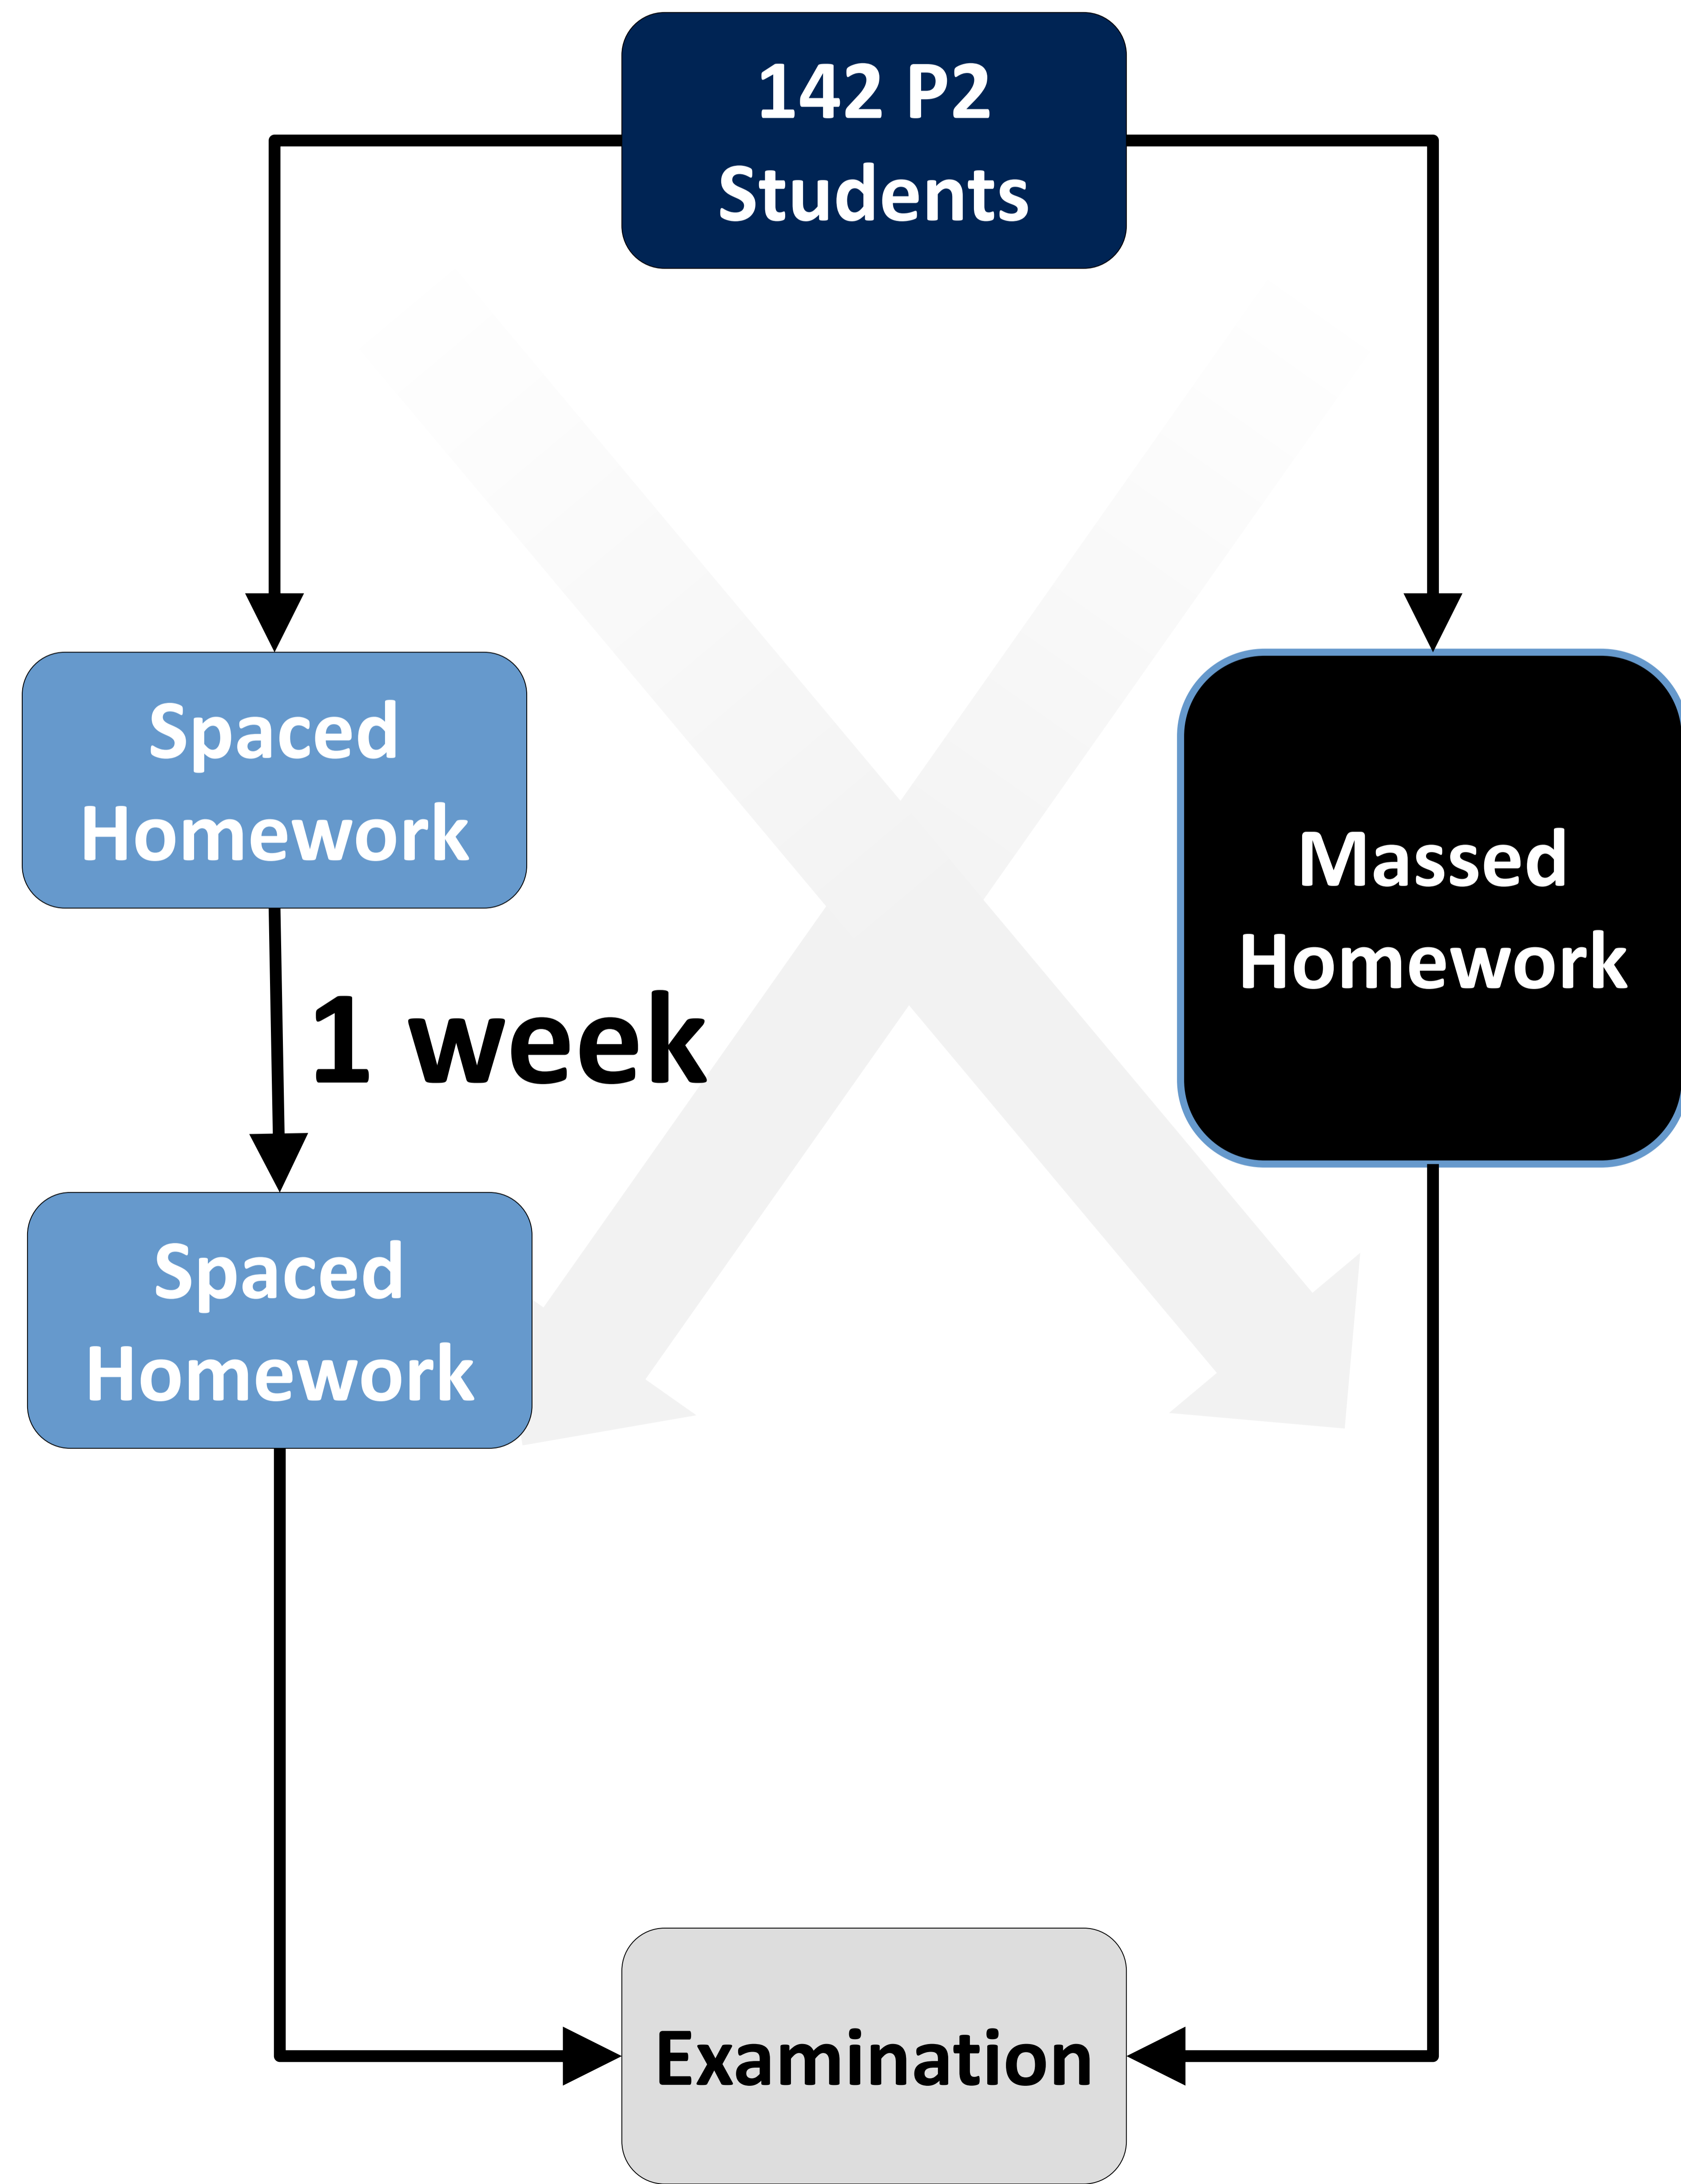 142 P2
Students
Spaced
Homework
Massed
Homework
1 week
Spaced
Homework
Examination